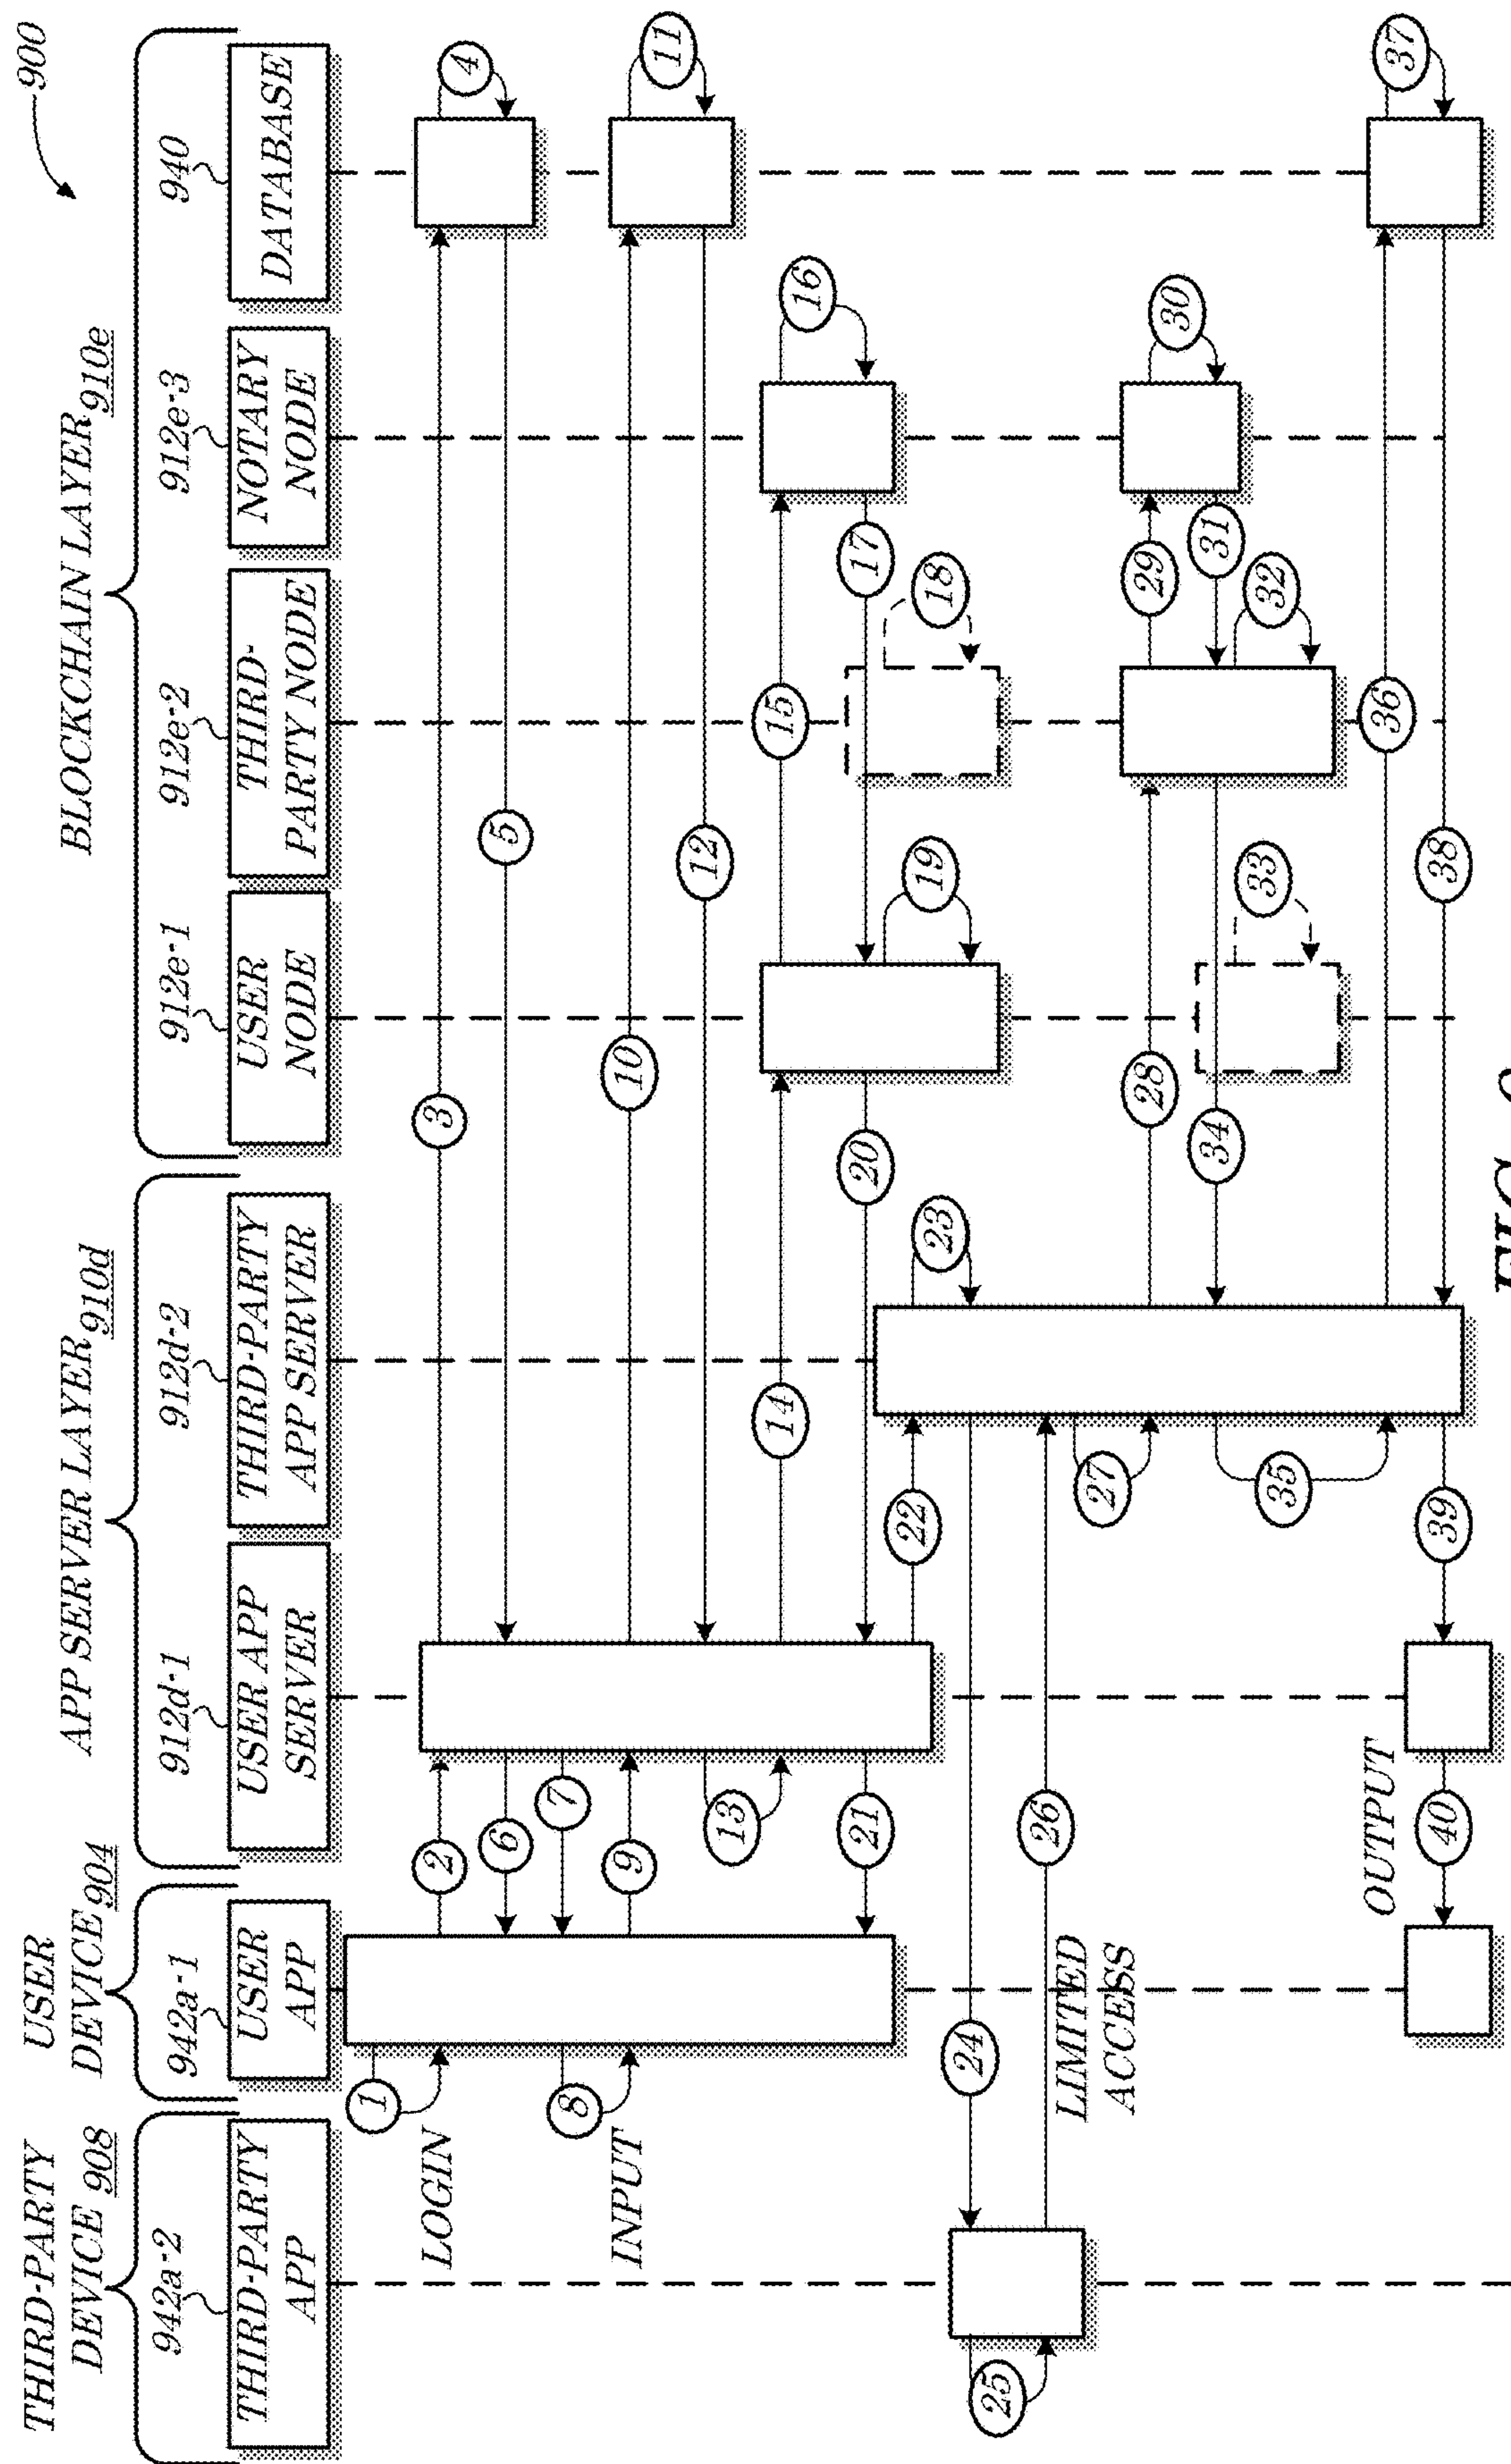 900
THIRD-PARTY
DEVICE 908
USER
DEVICE 904
APP SERVER LAYER 910d
BLOCKCHAIN LAYER 910e
942a-2
942a-1
912d-1
912d-2
912e-1
912e-2
912e-3
940
THIRD-PARTY
APP
USER
APP
USER APP
SERVER
THIRD-PARTY
APP SERVER
USER
NODE
THIRD-
PARTY NODE
NOTARY
NODE
DATABASE
1
LOGIN
2
3
4
5
6
7
8
INPUT
9
10
11
12
13
14
15
16
17
18
19
20
21
22
23
24
25
26
LIMITED
ACCESS
27
28
29
30
31
32
33
34
35
36
37
38
39
OUTPUT
40